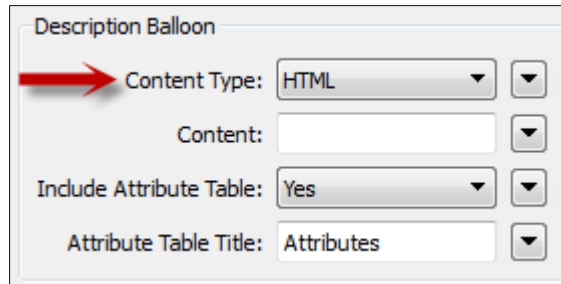 Description Balloon
Content Type: HTML
Content:
Include Attribute Table: Yes
Attribute Table Title: Attributes